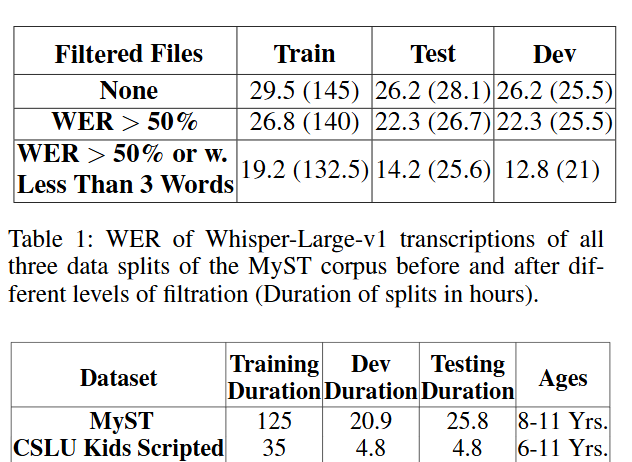 Filtered Files Train Test Dev
None 29.5 (145) 26.2 (28.1) 26.2 (25.5)
WER > 50% 26.8 (140) 22.3 (26.7) 22.3 (25.5)
WER > 50% or w. Less Than 3 Words 19.2 (132.5) 14.2 (25.6) 12.8 (21)
Table 1: WER of Whisper-Large-v1 transcriptions of all
three data splits of the MyST corpus before and after dif-
ferent levels of filtration (Duration of splits in hours).
Dataset Training Duration Dev Duration Testing Duration Ages
MyST 125 20.9 25.8 8-11 Yrs.
CSLU Kids Scripted 35 4.8 4.8 6-11 Yrs.